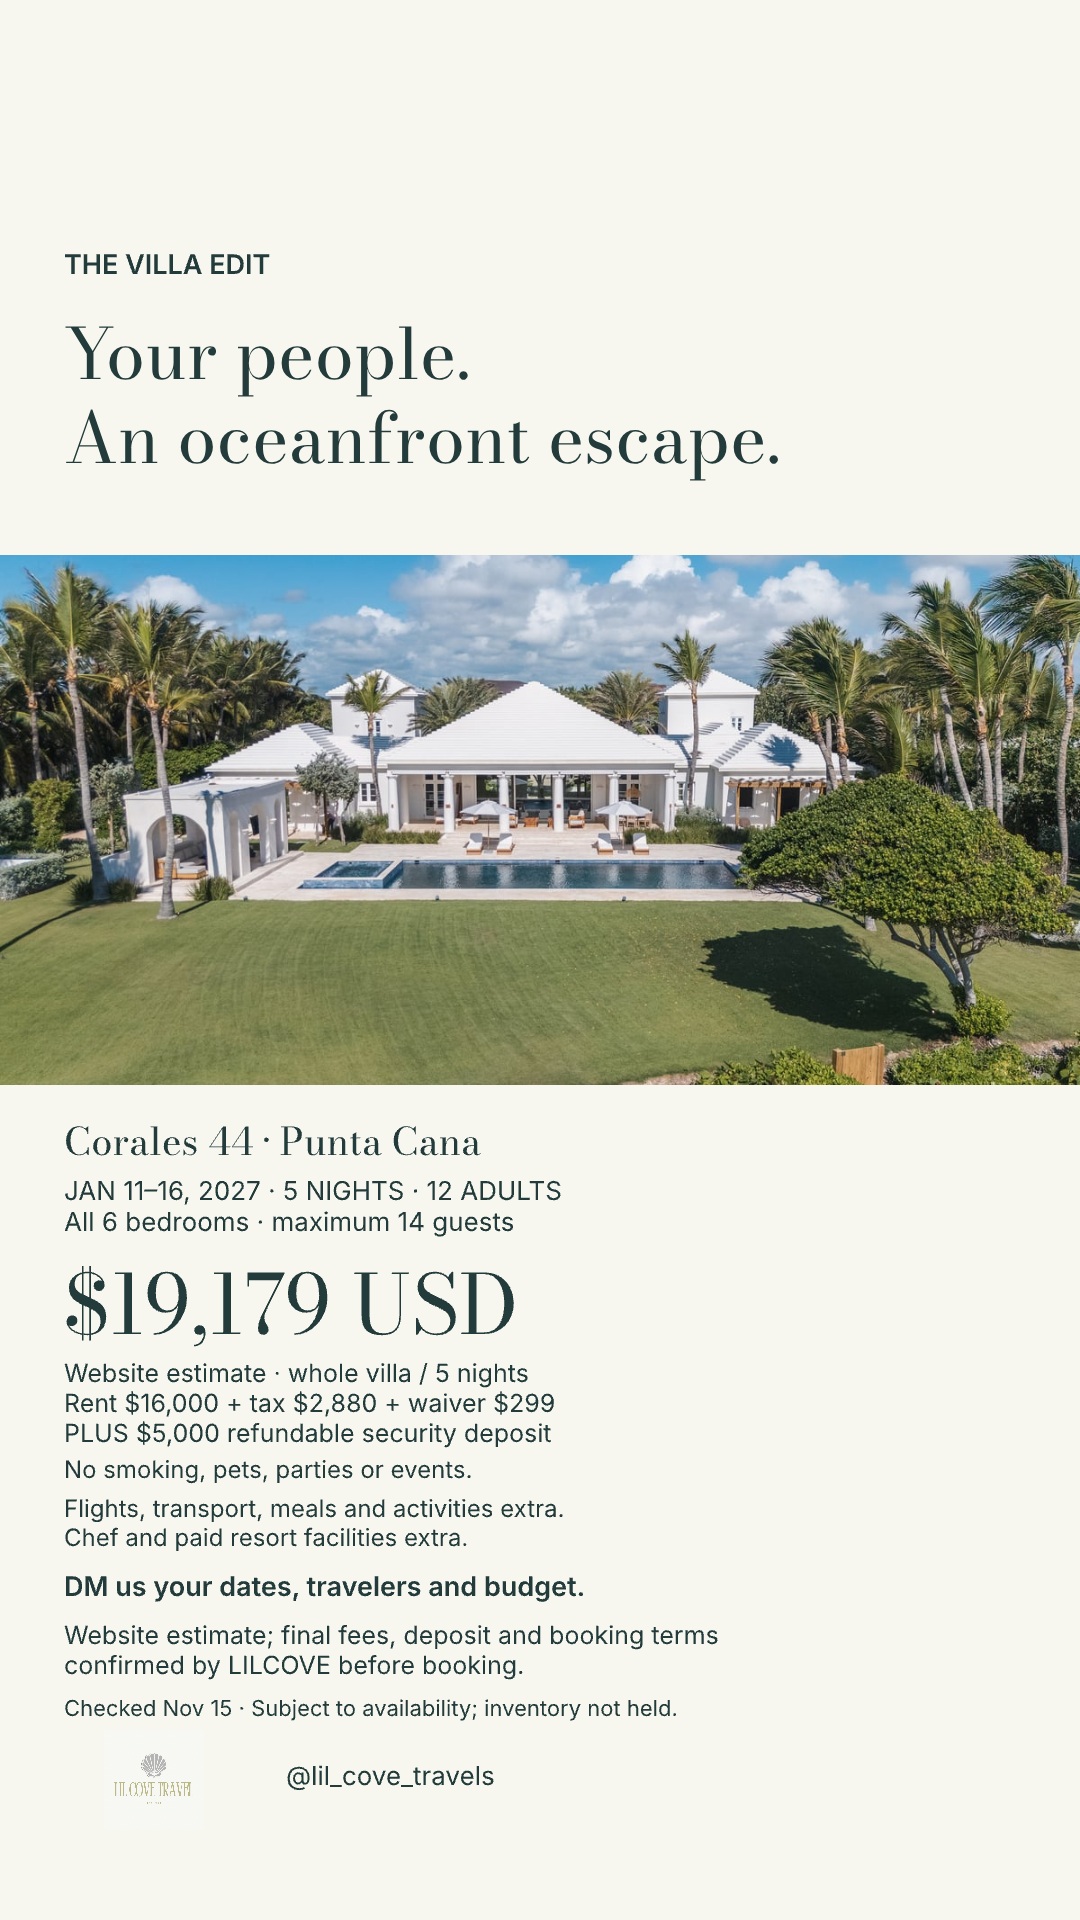 THE VILLA EDIT
Your people.
An oceanfront escape.
Corales 44 · Punta Cana
JAN 11–16, 2027 · 5 NIGHTS · 12 ADULTS
All 6 bedrooms · maximum 14 guests
$19,179 USD
Website estimate · whole villa / 5 nights
Rent $16,000 + tax $2,880 + waiver $299
PLUS $5,000 refundable security deposit
No smoking, pets, parties or events.
Flights, transport, meals and activities extra.
Chef and paid resort facilities extra.
DM us your dates, travelers and budget.
Website estimate; final fees, deposit and booking terms
confirmed by LILCOVE before booking.
Checked Nov 15 · Subject to availability; inventory not held.
LIL COVE TRAVEL
@lil_cove_travels